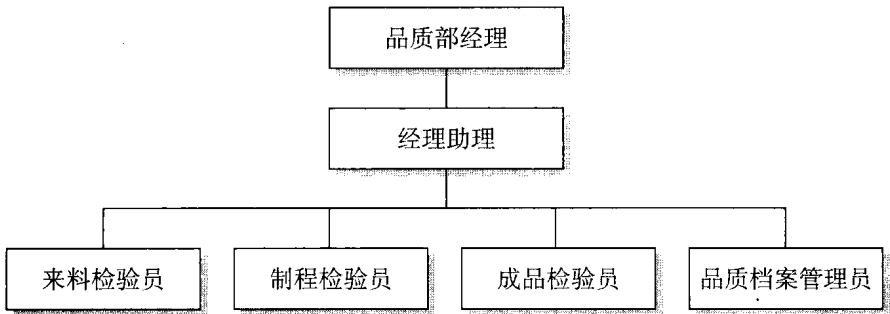 品质部经理
经理助理
来料检验员
制程检验员
成品检验员
品质档案管理员